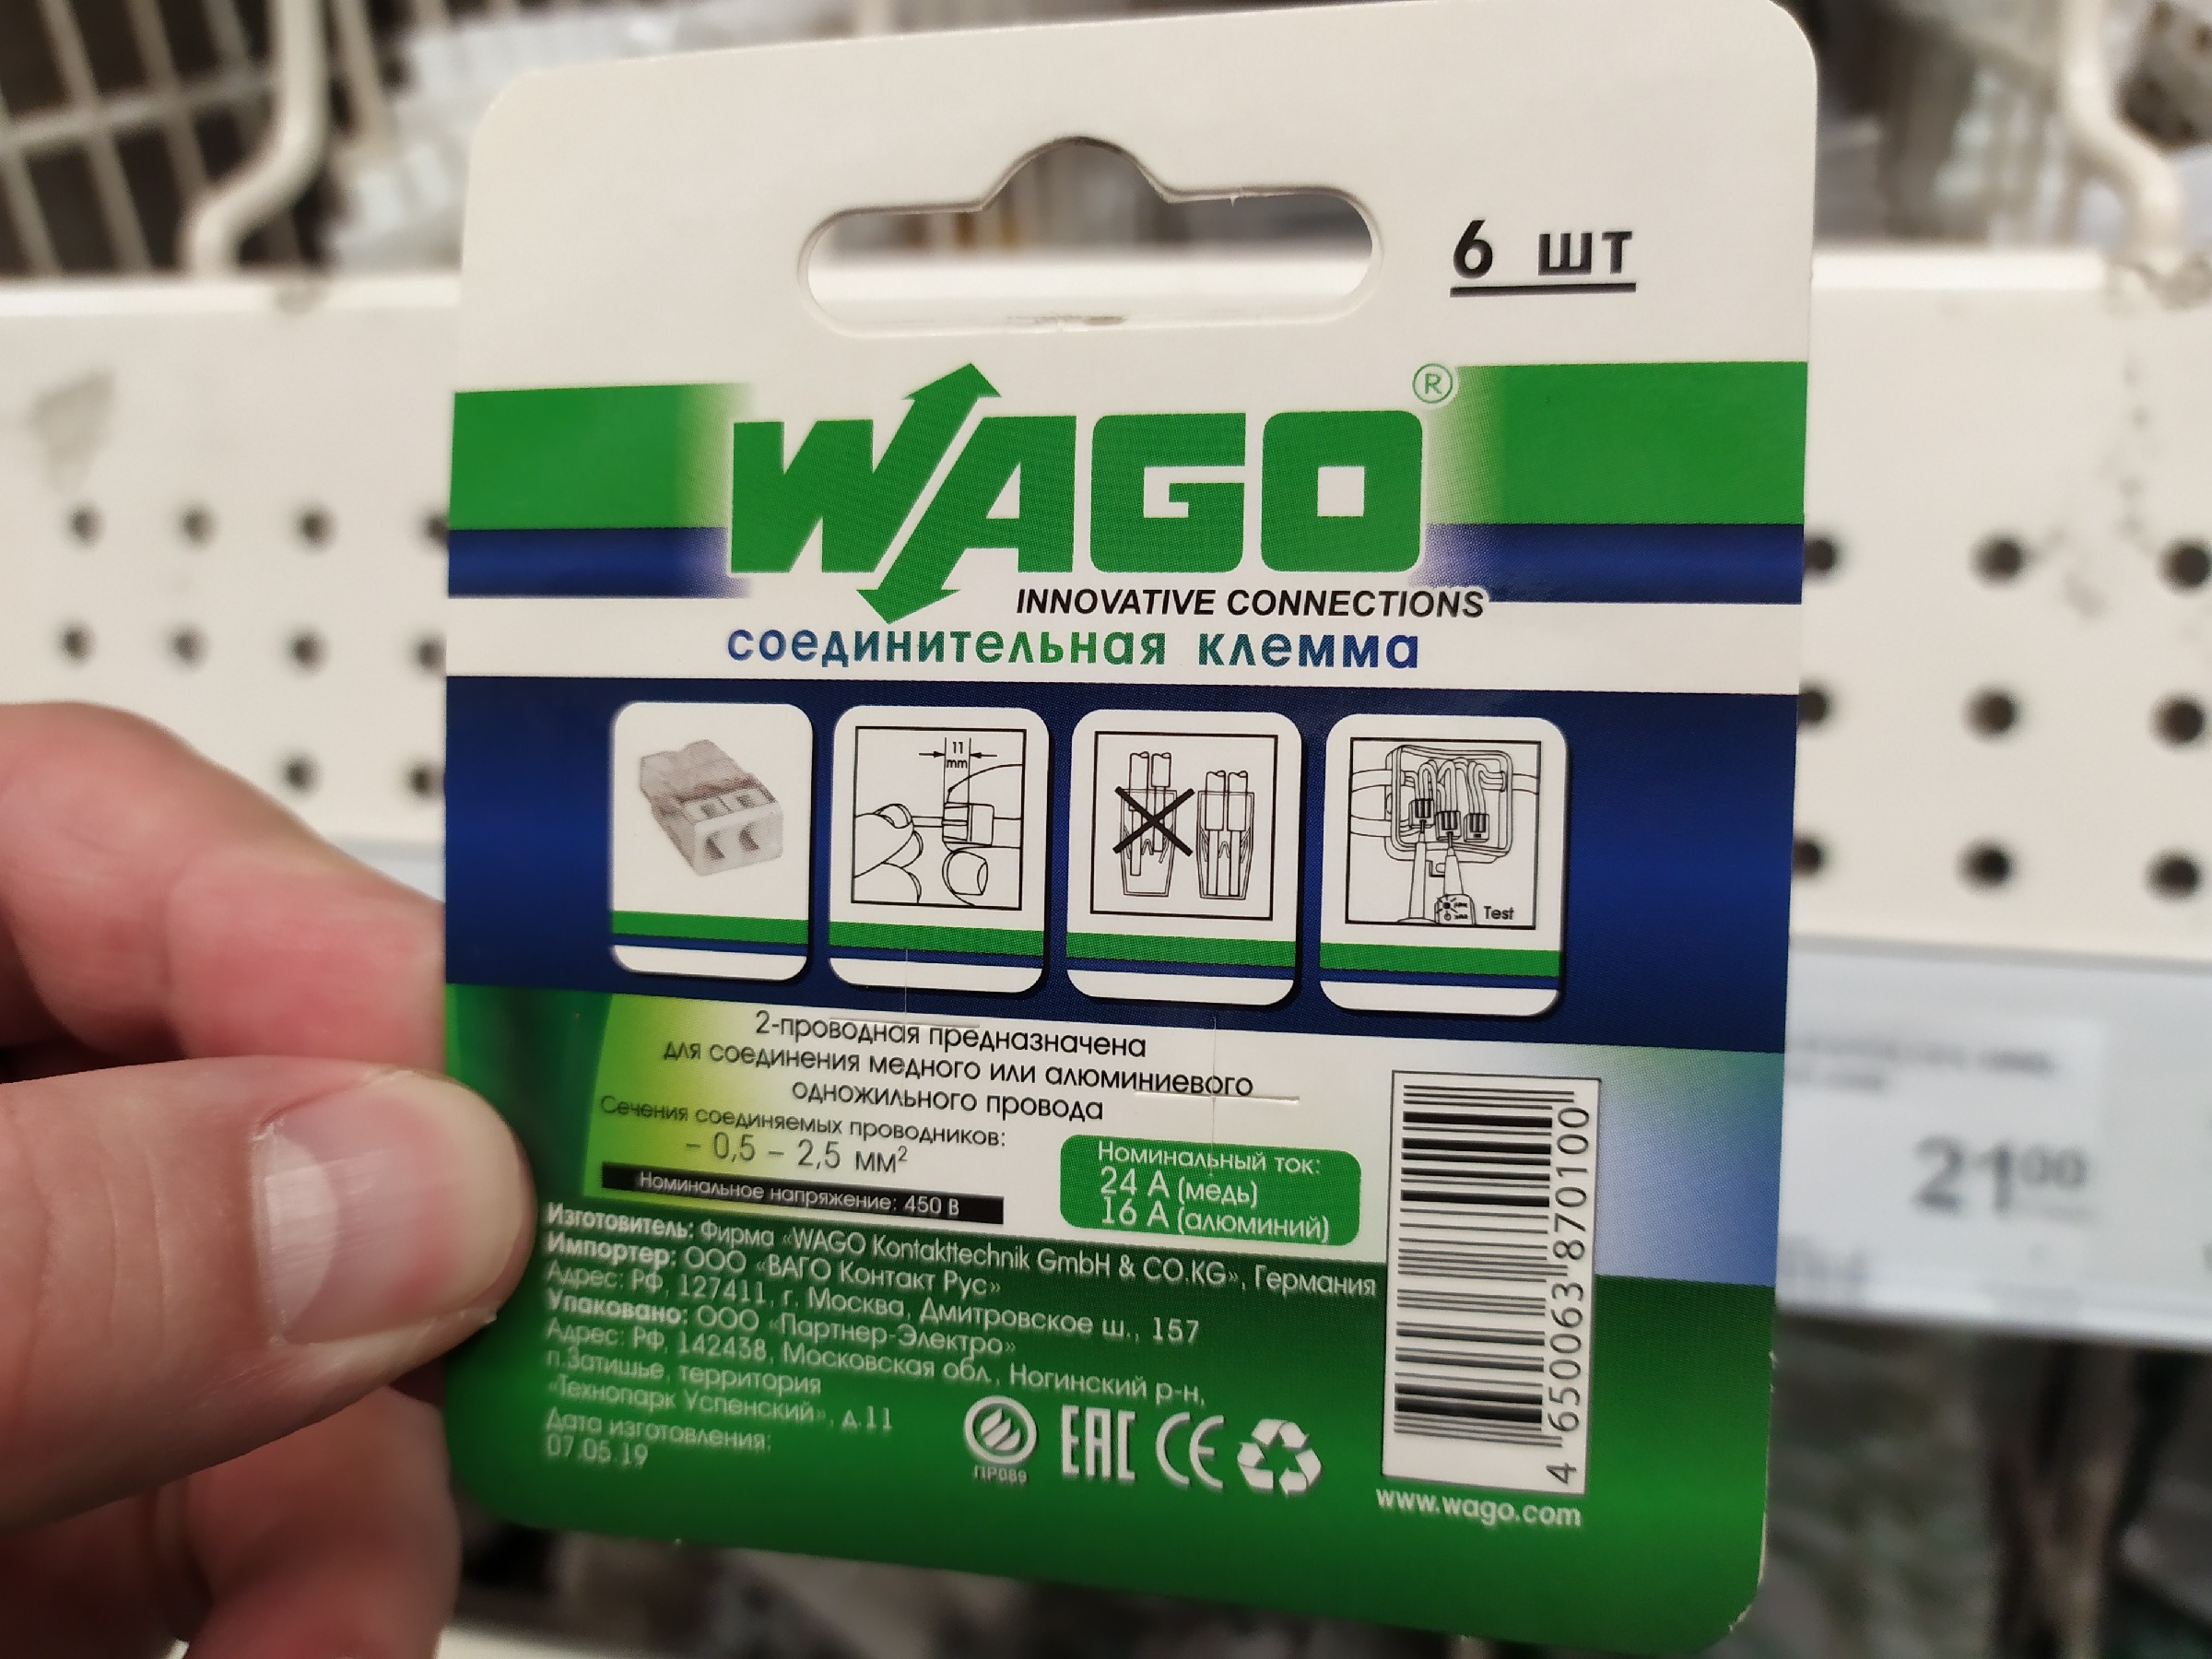 6 шт
WAGO®
INNOVATIVE CONNECTIONS
соединительная клемма
11
mm
Test
2-проводная предназначена
для соединения медного или алюминиевого
одножильного провода
Сечения соединяемых проводников:
– 0,5 – 2,5 мм²
Номинальное напряжение: 450 В
Номинальный ток:
24 А (медь)
16 А (алюминий)
Изготовитель: Фирма «WAGO Kontakttechnik GmbH & CO.KG», Германия
Импортер: ООО «ВАГО Контакт Рус»
Адрес: РФ, 127411, г. Москва, Дмитровское ш., 157
Упаковано: ООО «Партнер-Электро»
Адрес: РФ, 142438, Московская обл., Ногинский р-н,
п.Затишье, территория
«Технопарк Успенский», д.11
Дата изготовления:
07.05.19
ПР089
EAC CE
4 650063 870100
www.wago.com
21 00